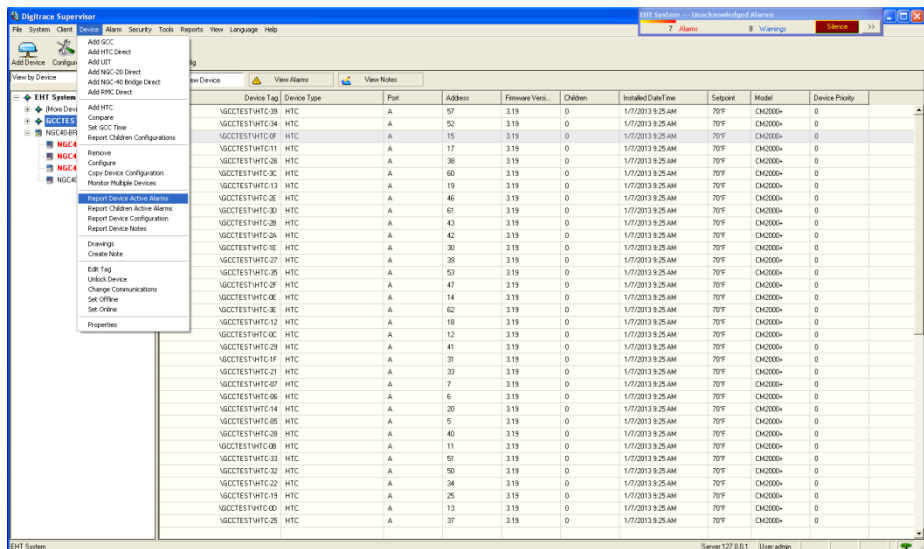 Digitrace Supervisor
EHT System --- Unacknowledged Alarms
7 Alarms 8 Warnings Silence >>
File System Client Device Alarm Security Tools Reports View Language Help
Add Device
View by Device
View Alarms View Notes
Add GCC
Add HTC Direct
Add UIT
Add NGC-20 Direct
Add NGC-40 Bridge Direct
Add RMC Direct
Add HTC
Compare
Set GCC Time
Report Children Configurations
Remove
Configure
Copy Device Configuration
Monitor Multiple Devices
Report Device Active Alarms
Report Children Active Alarms
Report Device Configuration
Report Device Notes
Drawings
Create Note
Edit Tag
Unlock Device
Change Communications
Set Offline
Set Online
Properties
EHT System
Device Tag Device Type Port Address Firmware Versi... Children Installed DateTime Setpoint Model Device Priority
\GCCTEST\HTC-39 HTC A 57 3.19 0 1/7/2013 9:25 AM 70°F CM2000+ 0
\GCCTEST\HTC-34 HTC A 52 3.19 0 1/7/2013 9:25 AM 70°F CM2000+ 0
\GCCTEST\HTC-0F HTC A 15 3.19 0 1/7/2013 9:25 AM 70°F CM2000+ 0
\GCCTEST\HTC-11 HTC A 17 3.19 0 1/7/2013 9:25 AM 70°F CM2000+ 0
\GCCTEST\HTC-26 HTC A 38 3.19 0 1/7/2013 9:25 AM 70°F CM2000+ 0
\GCCTEST\HTC-3C HTC A 60 3.19 0 1/7/2013 9:25 AM 70°F CM2000+ 0
\GCCTEST\HTC-13 HTC A 19 3.19 0 1/7/2013 9:25 AM 70°F CM2000+ 0
\GCCTEST\HTC-2E HTC A 46 3.19 0 1/7/2013 9:25 AM 70°F CM2000+ 0
\GCCTEST\HTC-3D HTC A 61 3.19 0 1/7/2013 9:25 AM 70°F CM2000+ 0
\GCCTEST\HTC-2B HTC A 43 3.19 0 1/7/2013 9:25 AM 70°F CM2000+ 0
\GCCTEST\HTC-2A HTC A 42 3.19 0 1/7/2013 9:25 AM 70°F CM2000+ 0
\GCCTEST\HTC-1E HTC A 30 3.19 0 1/7/2013 9:25 AM 70°F CM2000+ 0
\GCCTEST\HTC-27 HTC A 39 3.19 0 1/7/2013 9:25 AM 70°F CM2000+ 0
\GCCTEST\HTC-35 HTC A 53 3.19 0 1/7/2013 9:25 AM 70°F CM2000+ 0
\GCCTEST\HTC-2F HTC A 47 3.19 0 1/7/2013 9:25 AM 70°F CM2000+ 0
\GCCTEST\HTC-0E HTC A 14 3.19 0 1/7/2013 9:25 AM 70°F CM2000+ 0
\GCCTEST\HTC-3E HTC A 62 3.19 0 1/7/2013 9:25 AM 70°F CM2000+ 0
\GCCTEST\HTC-12 HTC A 18 3.19 0 1/7/2013 9:25 AM 70°F CM2000+ 0
\GCCTEST\HTC-0C HTC A 12 3.19 0 1/7/2013 9:25 AM 70°F CM2000+ 0
\GCCTEST\HTC-29 HTC A 41 3.19 0 1/7/2013 9:25 AM 70°F CM2000+ 0
\GCCTEST\HTC-1F HTC A 31 3.19 0 1/7/2013 9:25 AM 70°F CM2000+ 0
\GCCTEST\HTC-21 HTC A 33 3.19 0 1/7/2013 9:25 AM 70°F CM2000+ 0
\GCCTEST\HTC-07 HTC A 7 3.19 0 1/7/2013 9:25 AM 70°F CM2000+ 0
\GCCTEST\HTC-06 HTC A 6 3.19 0 1/7/2013 9:25 AM 70°F CM2000+ 0
\GCCTEST\HTC-14 HTC A 20 3.19 0 1/7/2013 9:25 AM 70°F CM2000+ 0
\GCCTEST\HTC-05 HTC A 5 3.19 0 1/7/2013 9:25 AM 70°F CM2000+ 0
\GCCTEST\HTC-28 HTC A 40 3.19 0 1/7/2013 9:25 AM 70°F CM2000+ 0
\GCCTEST\HTC-0B HTC A 11 3.19 0 1/7/2013 9:25 AM 70°F CM2000+ 0
\GCCTEST\HTC-33 HTC A 51 3.19 0 1/7/2013 9:25 AM 70°F CM2000+ 0
\GCCTEST\HTC-32 HTC A 50 3.19 0 1/7/2013 9:25 AM 70°F CM2000+ 0
\GCCTEST\HTC-22 HTC A 34 3.19 0 1/7/2013 9:25 AM 70°F CM2000+ 0
\GCCTEST\HTC-19 HTC A 25 3.19 0 1/7/2013 9:25 AM 70°F CM2000+ 0
\GCCTEST\HTC-0D HTC A 13 3.19 0 1/7/2013 9:25 AM 70°F CM2000+ 0
\GCCTEST\HTC-25 HTC A 37 3.19 0 1/7/2013 9:25 AM 70°F CM2000+ 0
EHT System Server:127.0.0.1 User:admin